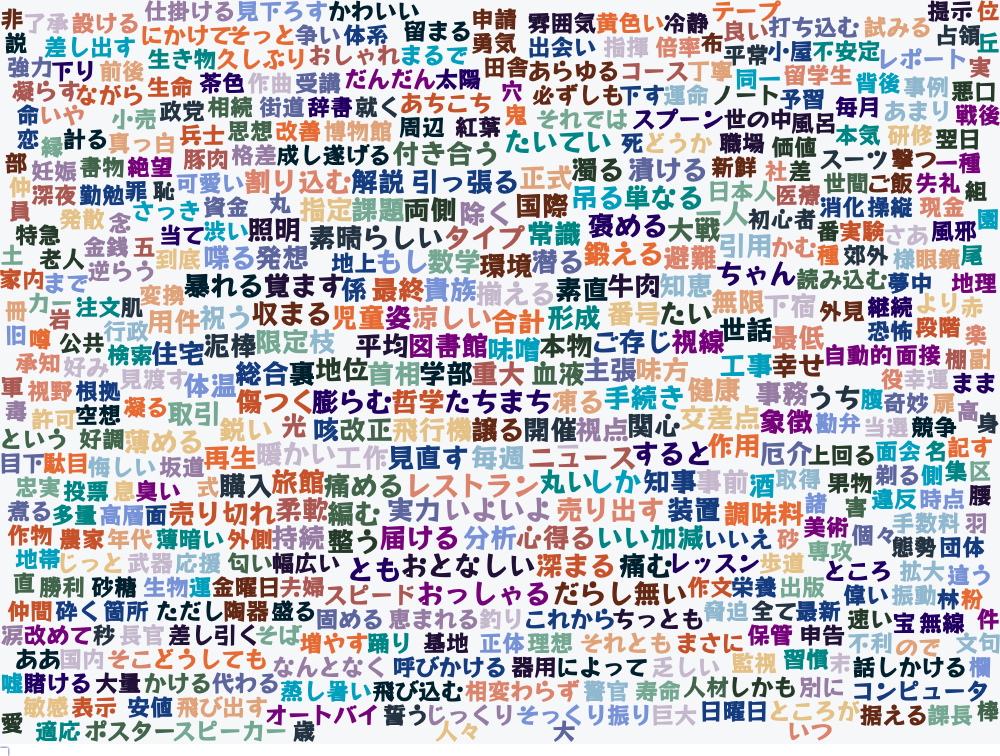 非 了承 設ける 仕掛ける 見下ろす かわいい 申請 雰囲気 黄色い 冷静 テープ 提示 位
説 差し出す にかけて そっと 争い 体系 留まる 勇気 出会い 指揮 倍率 布 良い 打ち込む 試みる 占領 丘
強力 下り 前後 生き物 久しぶり おしゃれ まるで 田舎 あらゆる コース 丁寧 平常 小屋 不安定 レポート 実
凝らす ながら 生命 茶色 作曲 受講 だんだん 太陽 穴 必ずしも 下す 運命 同一 留学生 背後 事例 悪口
命 いや 小売 政党 相続 街道 辞書 就く あちこち 鬼 それでは スプーン ノート 予習 毎月 あまり 戦後
恋 縁 計る 真っ白 兵士 思想 改善 博物館 周辺 紅葉 たいてい 死 どうか 世の中 風呂 職場 価値 本気 研修 翌日
部 妊娠 書物 絶望 豚肉 格差 成し遂げる 付き合う 濁る 漬ける 新鮮 社 差 スーツ 撃つ 一種
仲 深夜 勤勉 罪 恥 可愛い 割り込む 解説 引っ張る 正式 吊る 単なる 日本人 医療 世間 ご飯 失礼 組
員 発散 念 さっき 資金 丸 指定 課題 両側 除く 国際 褒める 大戦 一人 初心者 消化 操縦 現金 園
特急 金銭 五 当て 渋い 照明 素晴らしい タイプ 常識 鍛える 避難 引用 かむ 番 実験 さあ 風邪
土 老人 逆らう 到底 喋る 発想 地上 もし 数学 環境 潜る 種 郊外 様 眼鏡 尾
家内 まで 変換 暴れる 覚ます 係 最終 貴族 揃える 素直 牛肉 知恵 ちゃん 読み込む 夢中 地理
冊 力 一 岩 注文 肌 用件 祝う 収まる 児童 姿 涼しい 合計 形成 番号 たい 無限 下宿 外見 継続 より 赤
旧 噂 公共 行政 検索 住宅 泥棒 限定 枝 平均 図書館 味噌 本物 ご存じ 視線 世話 最低 恐怖 段階 楽
承知 好み 見渡す 体温 総合 裏 地位 首相 学部 重大 血液 主張 味方 工事 幸せ 自動的 面接 棚 副
軍 視野 根拠 傷つく 膨らむ 哲学 たちまち 凍る 手続き 健康 事務 うち 腹 役 幸運 奇妙 扉 まま
毒 許可 空想 凝る 取引 鋭い 光 咳 改正 飛行機 譲る 開催 視点 関心 交差点 象徴 勘弁 当選 競争 高 身
という 好調 薄める 再生 暖かい 工作 見直す 毎週 ニュース すると 作用 厄介 上回る 面会 名 記す
目下 駄目 悔しい 坂道 旅館 痛める レストラン 丸い しか 知事 事前 酒 取得 果物 剃る 側 集 区
忠実 投票 息 臭い 式 購入 柔軟 編む 実力 いよいよ 売り出す 装置 調味料 諸 害 違反 時点 腰
煮る 多量 高層 面 売り切れ 持続 整う 届ける 分析 心得る いい 加減 いいえ 砂 美術 個々 手数料 羽
作物 農家 年代 薄暗い 外側 とも おとなしい 深まる 痛む レッスン 歩道 専攻 態勢 団体
地帯 じっと 武器 応援 匂い 幅広い ところ 拡大 這う
直 勝利 砂糖 生物 運 金曜日 夫婦 スピード おっしゃる だらし無い 作文 栄養 出版 偉い 振動 林 粉
仲間 砕く 箇所 ただし 陶器 盛る 固める 恵まれる 釣り これから ちっとも 脅迫 全て 最新 速い 宝 無線 件
涙 改めて 秒 長官 差し引く そば 増やす 踊り 基地 正体 理想 それとも まさに 保管 申告 不利 ので 文句
ああ 国内 そこ どうしても なんとなく 呼びかける 器用 によって 乏しい 監視 習慣 末 話しかける 欄
嘘 賭ける 大量 かける 代わる 蒸し暑い 飛び込む 相変わらず 警官 寿命 人材 しかも 別に コンピュータ
敏感 表示 安値 飛び出す オートバイ 誓う じっくり そっくり 振り 巨大 日曜日 ところが 据える 課長 棒
愛 適応 ポスター スピーカー 歳 人々 大 いつ